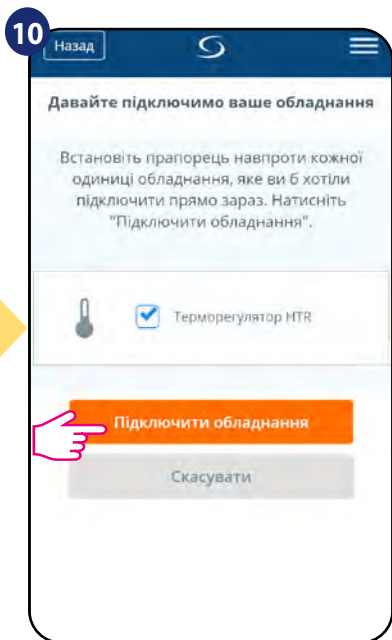 10
Назад
Давайте підключимо ваше обладнання
Встановіть прапорець навпроти кожної
одиниці обладнання, яке ви б хотіли
підключити прямо зараз. Натисніть
"Підключити обладнання".
Терморегулятор HTR
Підключити обладнання
Скасувати